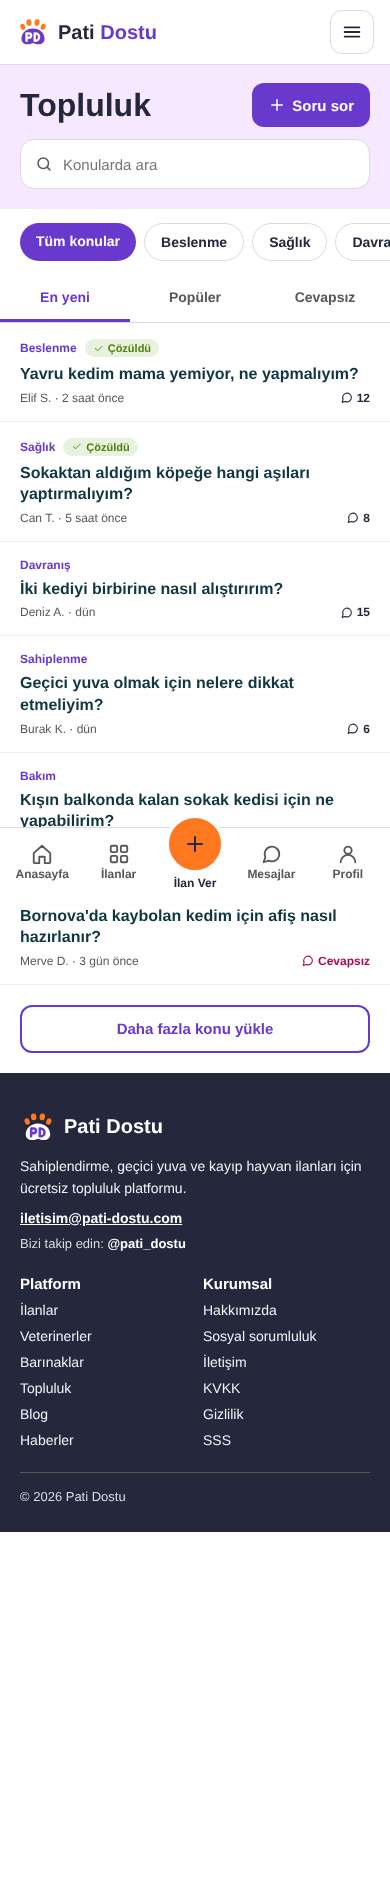 PD Pati Dostu
Topluluk
Soru sor
Konularda ara
Tüm konular Beslenme Sağlık Davra
En yeni Popüler Cevapsız
Beslenme Çözüldü
Yavru kedim mama yemiyor, ne yapmalıyım?
Elif S. · 2 saat önce 12
Sağlık Çözüldü
Sokaktan aldığım köpeğe hangi aşıları
yaptırmalıyım?
Can T. · 5 saat önce 8
Davranış
İki kediyi birbirine nasıl alıştırırım?
Deniz A. · dün 15
Sahiplenme
Geçici yuva olmak için nelere dikkat
etmeliyim?
Burak K. · dün 6
Bakım
Kışın balkonda kalan sokak kedisi için ne
yapabilirim?
Anasayfa İlanlar İlan Ver Mesajlar Profil
Bornova'da kaybolan kedim için afiş nasıl
hazırlanır?
Merve D. · 3 gün önce Cevapsız
Daha fazla konu yükle
PD Pati Dostu
Sahiplendirme, geçici yuva ve kayıp hayvan ilanları için
ücretsiz topluluk platformu.
iletisim@pati-dostu.com
Bizi takip edin: @pati_dostu
Platform
İlanlar
Veterinerler
Barınaklar
Topluluk
Blog
Haberler
Kurumsal
Hakkımızda
Sosyal sorumluluk
İletişim
KVKK
Gizlilik
SSS
© 2026 Pati Dostu